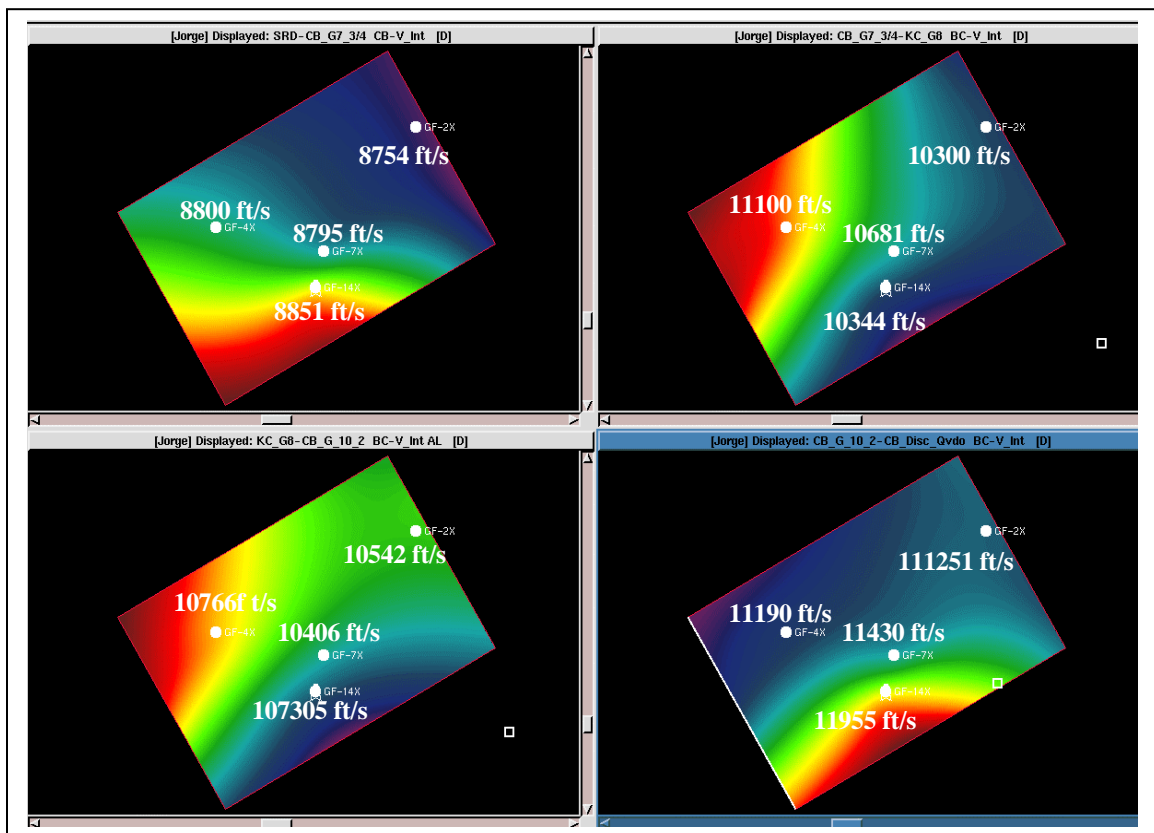 [Jorge] Displayed: SRD-CB_G7_3/4 CB-V_Int [D]
GF-2X
8754 ft/s
8800 ft/s
GF-4X
8795 ft/s
GF-7X
GF-14X
8851 ft/s
[Jorge] Displayed: CB_G7_3/4-KC_G8 BC-V_Int [D]
GF-2X
10300 ft/s
11100 ft/s
GF-4X
10681 ft/s
GF-7X
GF-14X
10344 ft/s
[Jorge] Displayed: KC_G8-CB_G_10_2 BC-V_Int AL [D]
GF-2X
10542 ft/s
10766f t/s
GF-4X
10406 ft/s
GF-7X
GF-14X
107305 ft/s
[Jorge] Displayed: CB_G_10_2-CB_Disc_Qvdo BC-V_Int [D]
GF-2X
111251 ft/s
11190 ft/s
GF-4X
11430 ft/s
GF-7X
GF-14X
11955 ft/s